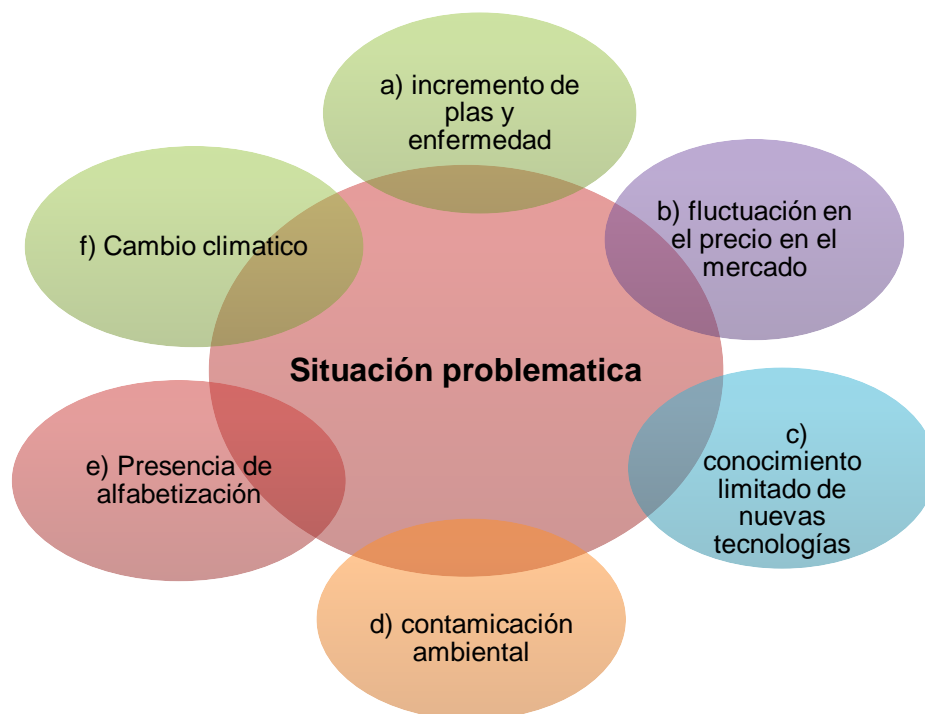 a) incremento de
plas y
enfermedad
b) fluctuación en
el precio en el
mercado
c)
conocimiento
limitado de
nuevas
tecnologías
d) contamicación
ambiental
e) Presencia de
alfabetización
f) Cambio climatico
Situación problematica